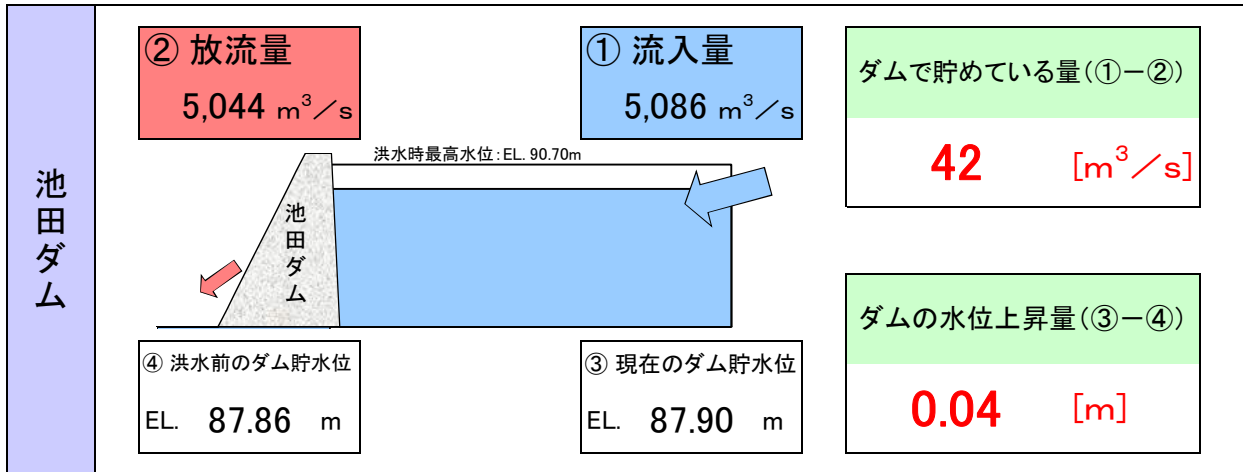 池田ダム
② 放流量
5,044 m³／s
① 流入量
5,086 m³／s
ダムで貯めている量(①－②)
42 [m³／s]
洪水時最高水位：EL. 90.70m
池田ダム
④ 洪水前のダム貯水位
EL. 87.86 m
③ 現在のダム貯水位
EL. 87.90 m
ダムの水位上昇量(③－④)
0.04 [m]